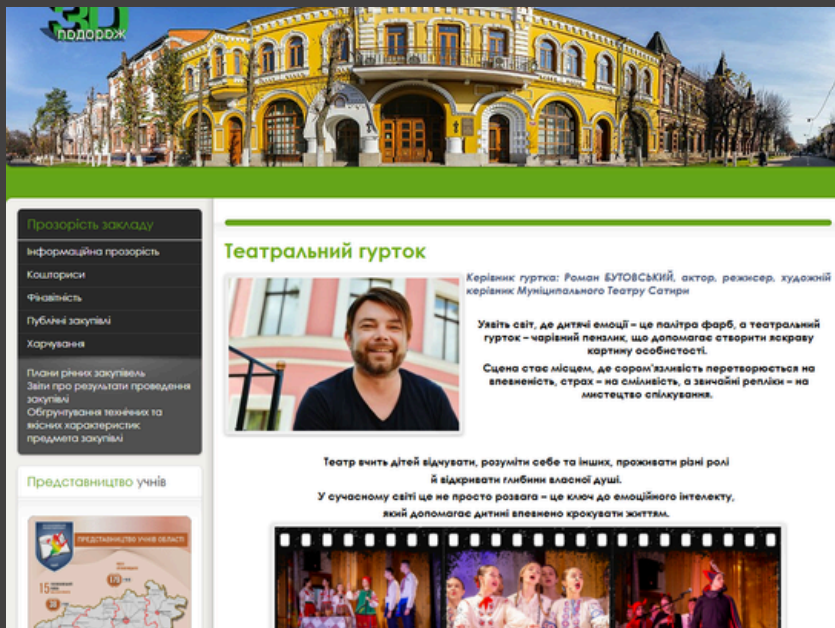 3D
подорож
Прозорість закладу
Інформаційна прозорість
Кошториси
Фінзвітність
Публічні закупівлі
Харчування
Плани річних закупівель
Звіти про результати проведення
закупівлі
Обгрунтування технічних та
якісних характеристик
предмета закупівлі
Представництво учнів
ПРЕДСТАВНИЦТВО УЧНІВ ОБЛАСТІ
15
Театральний гурток
Керівник гуртка: Роман БУТОВСЬКИЙ, актор, режисер, художній
керівник Муніципального Театру Сатири
Уявіть світ, де дитячі емоції – це палітра фарб, а театральний
гурток – чарівний пензлик, що допомагає створити яскраву
картину особистості.
Сцена стає місцем, де сором'язливість перетворюється на
впевненість, страх – на сміливість, а звичайні репліки – на
мистецтво спілкування.
Театр вчить дітей відчувати, розуміти себе та інших, проживати різні ролі
й відкривати глибини власної душі.
У сучасному світі це не просто розвага – це ключ до емоційного інтелекту,
який допомагає дитині впевнено крокувати життям.